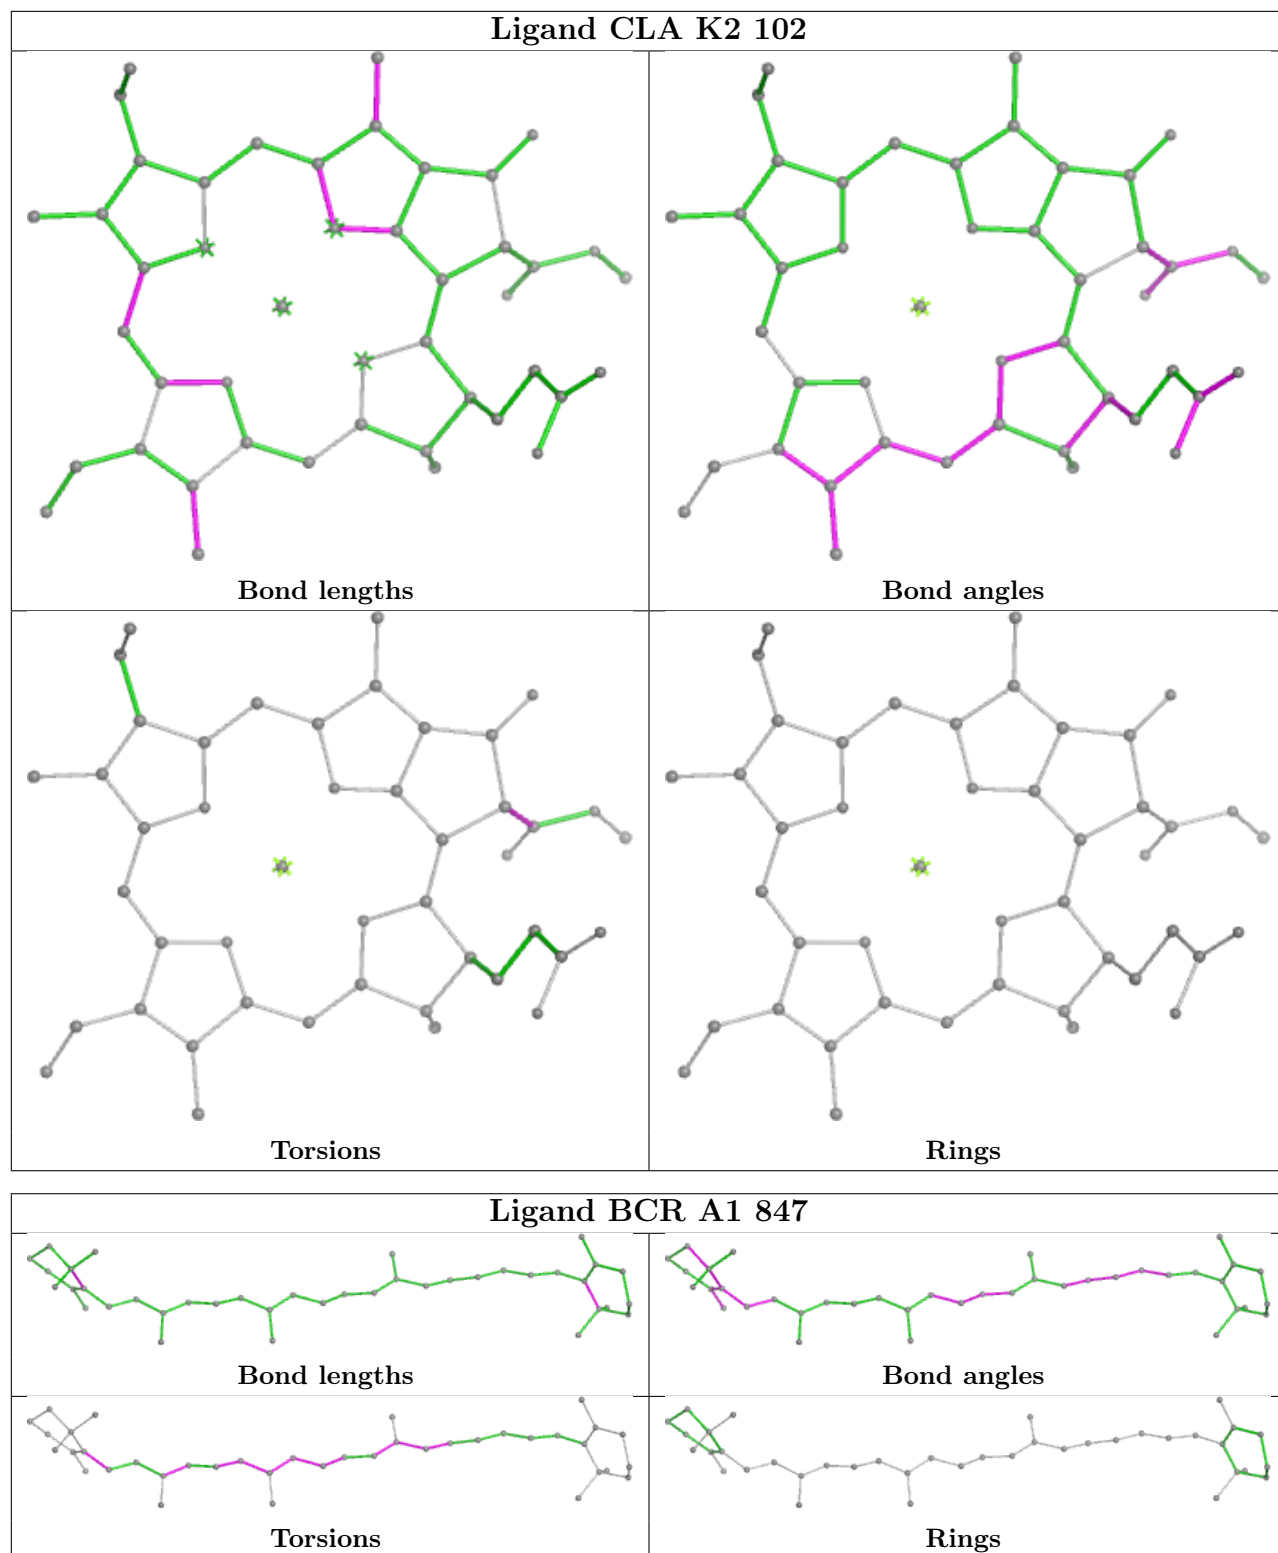 Ligand CLA K2 102
Bond lengths
Bond angles
Torsions
Rings
Ligand BCR A1 847
Bond lengths
Bond angles
Torsions
Rings